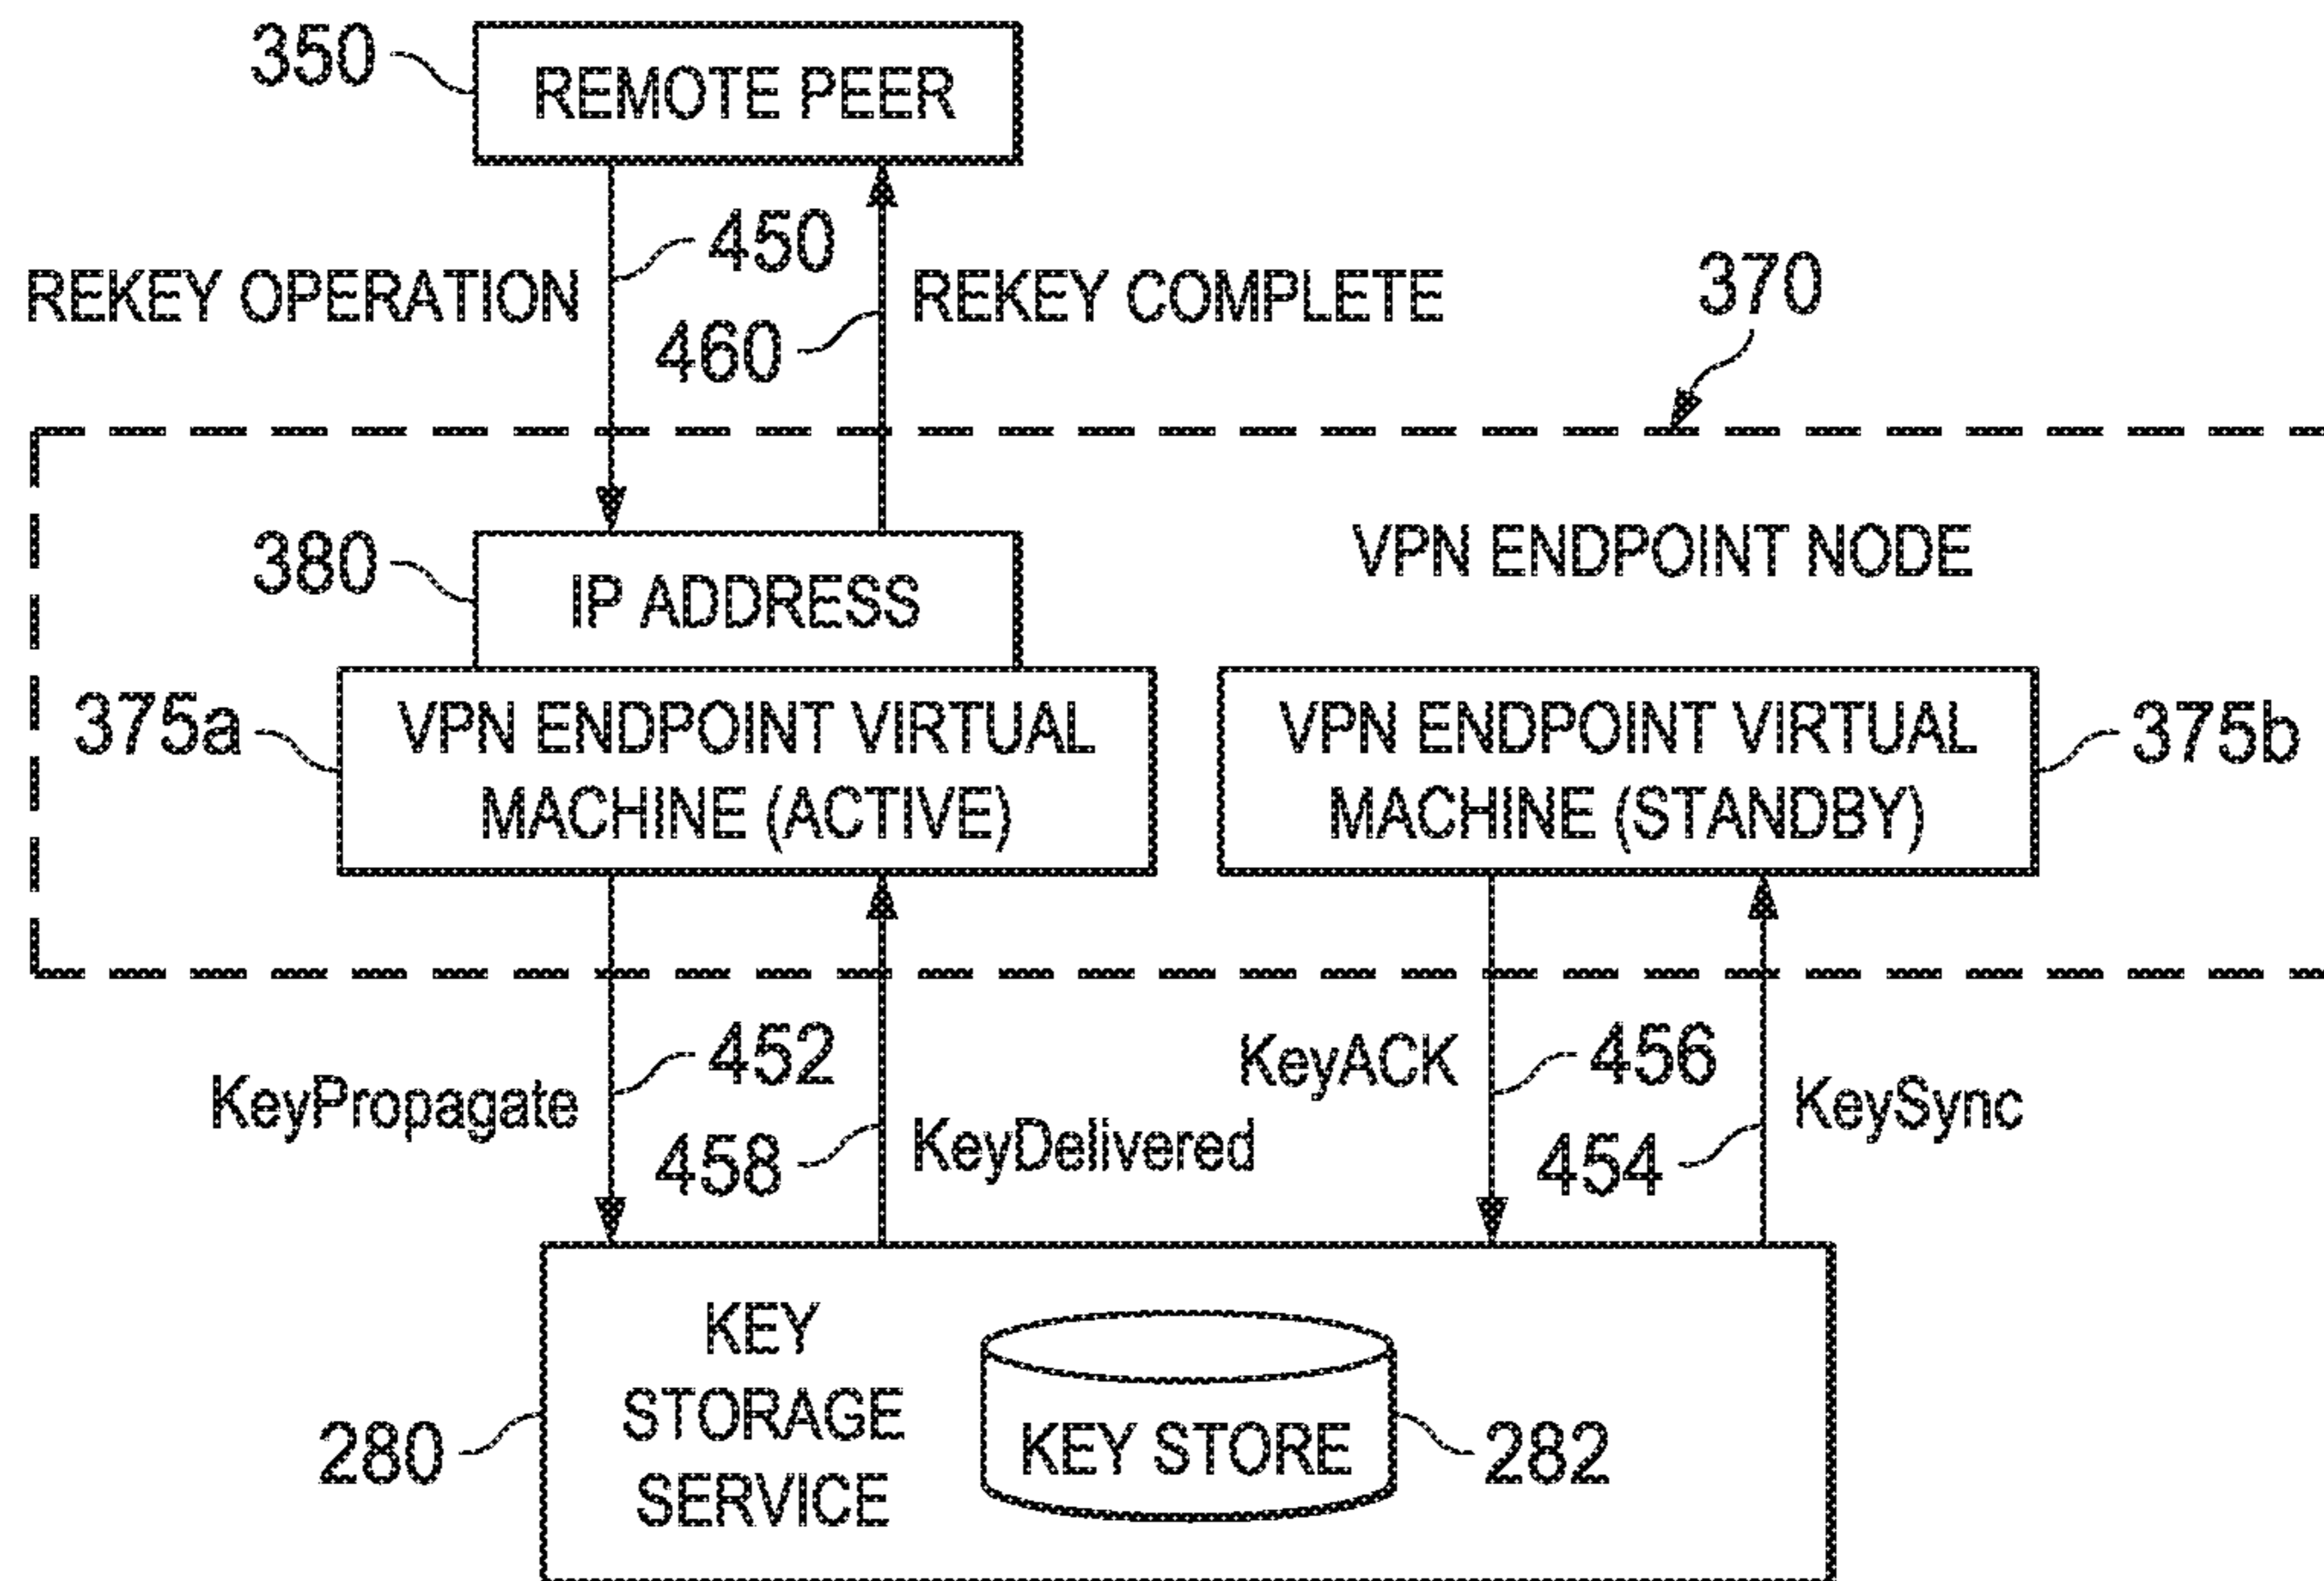 350
REMOTE PEER
450
REKEY OPERATION
REKEY COMPLETE
460
370
VPN ENDPOINT NODE
380
IP ADDRESS
375a
VPN ENDPOINT VIRTUAL
MACHINE (ACTIVE)
VPN ENDPOINT VIRTUAL
MACHINE (STANDBY)
375b
452
KeyPropagate
458
KeyDelivered
KeyACK
456
454
KeySync
KEY
STORAGE
SERVICE
280
KEY STORE
282